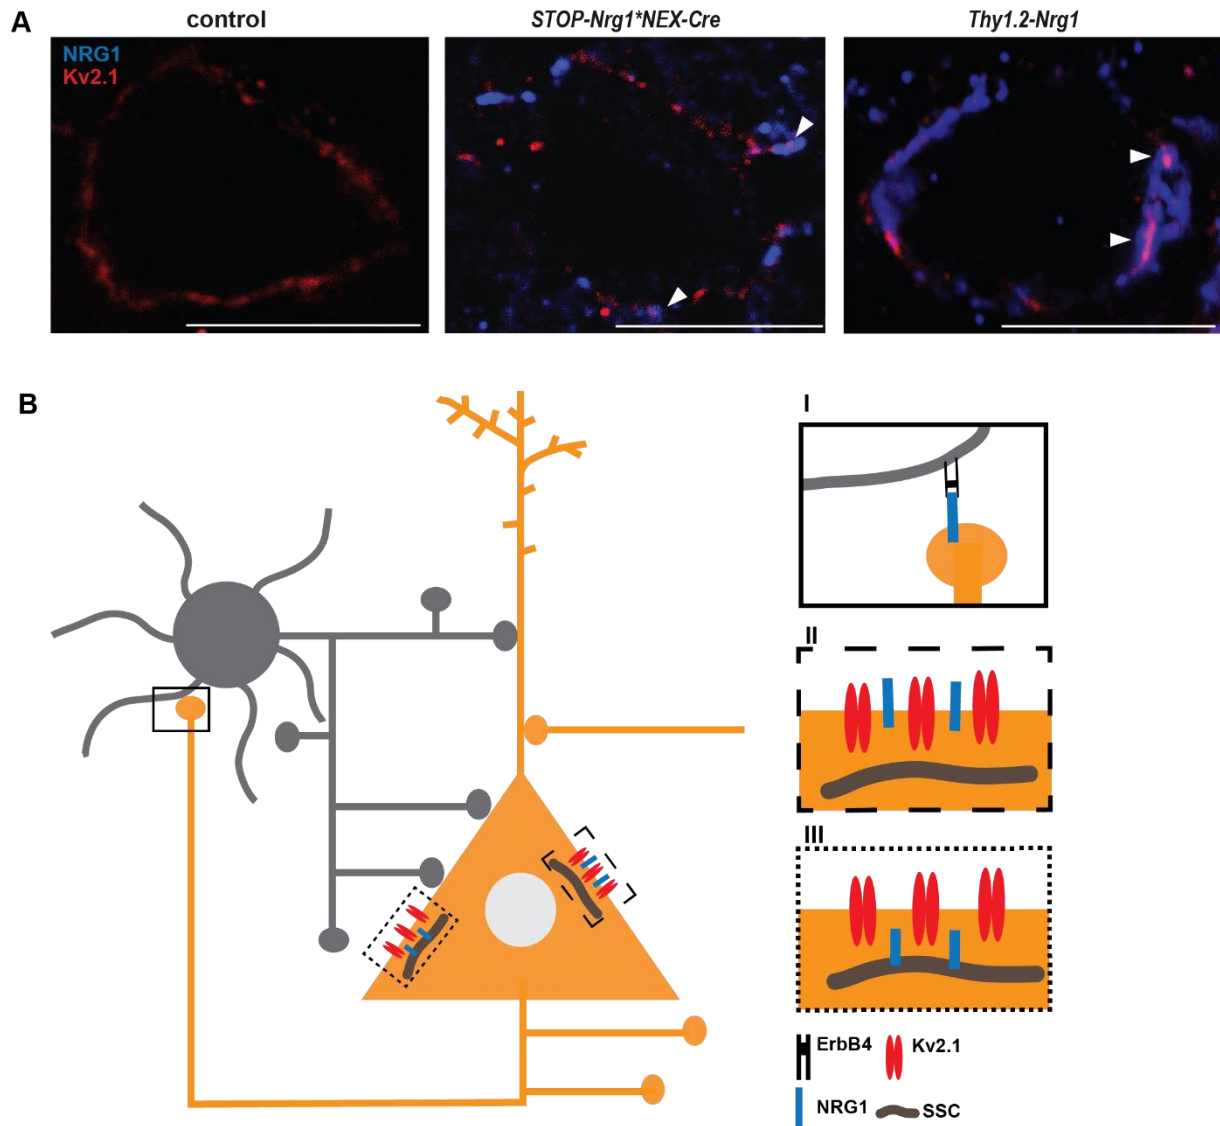 A
control
STOP-Nrg1*NEX-Cre
Thy1.2-Nrg1
NRG1
Kv2.1
B
I
II
III
ErbB4
Kv2.1
NRG1
SSC